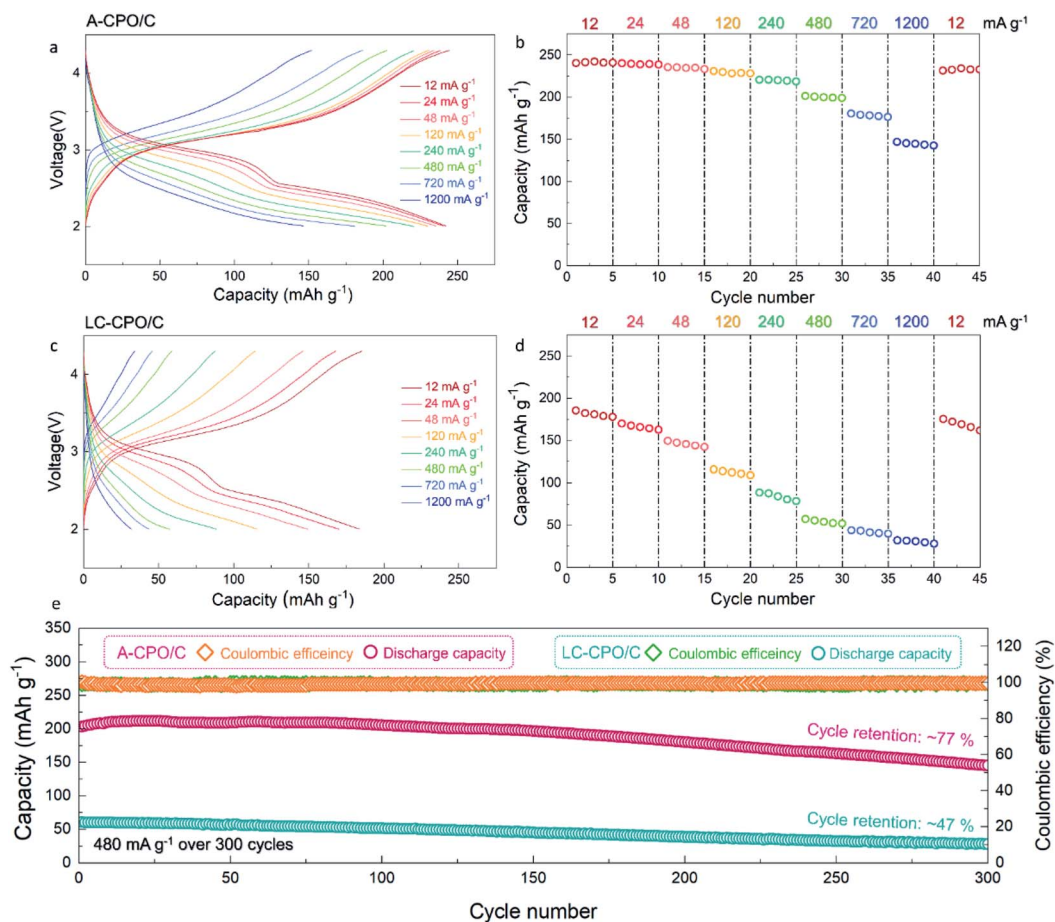 A-CPO/C
a
4
3
2
Voltage(V)
12 mA g⁻¹
24 mA g⁻¹
48 mA g⁻¹
120 mA g⁻¹
240 mA g⁻¹
480 mA g⁻¹
720 mA g⁻¹
1200 mA g⁻¹
0 50 100 150 200 250
Capacity (mAh g⁻¹)
b
12 24 48 120 240 480 720 1200 12 mA g⁻¹
250
200
150
100
50
0
Capacity (mAh g⁻¹)
0 5 10 15 20 25 30 35 40 45
Cycle number
LC-CPO/C
c
4
3
2
Voltage(V)
12 mA g⁻¹
24 mA g⁻¹
48 mA g⁻¹
120 mA g⁻¹
240 mA g⁻¹
480 mA g⁻¹
720 mA g⁻¹
1200 mA g⁻¹
0 50 100 150 200 250
Capacity (mAh g⁻¹)
d
12 24 48 120 240 480 720 1200 12 mA g⁻¹
250
200
150
100
50
0
Capacity (mAh g⁻¹)
0 5 10 15 20 25 30 35 40 45
Cycle number
e
350
300
250
200
150
100
50
0
Capacity (mAh g⁻¹)
A-CPO/C Coulombic efficeincy Discharge capacity
LC-CPO/C Coulombic efficeincy Discharge capacity
Cycle retention: ~77 %
Cycle retention: ~47 %
480 mA g⁻¹ over 300 cycles
120
100
80
60
40
20
0
Coulombic efficiency (%)
0 50 100 150 200 250 300
Cycle number